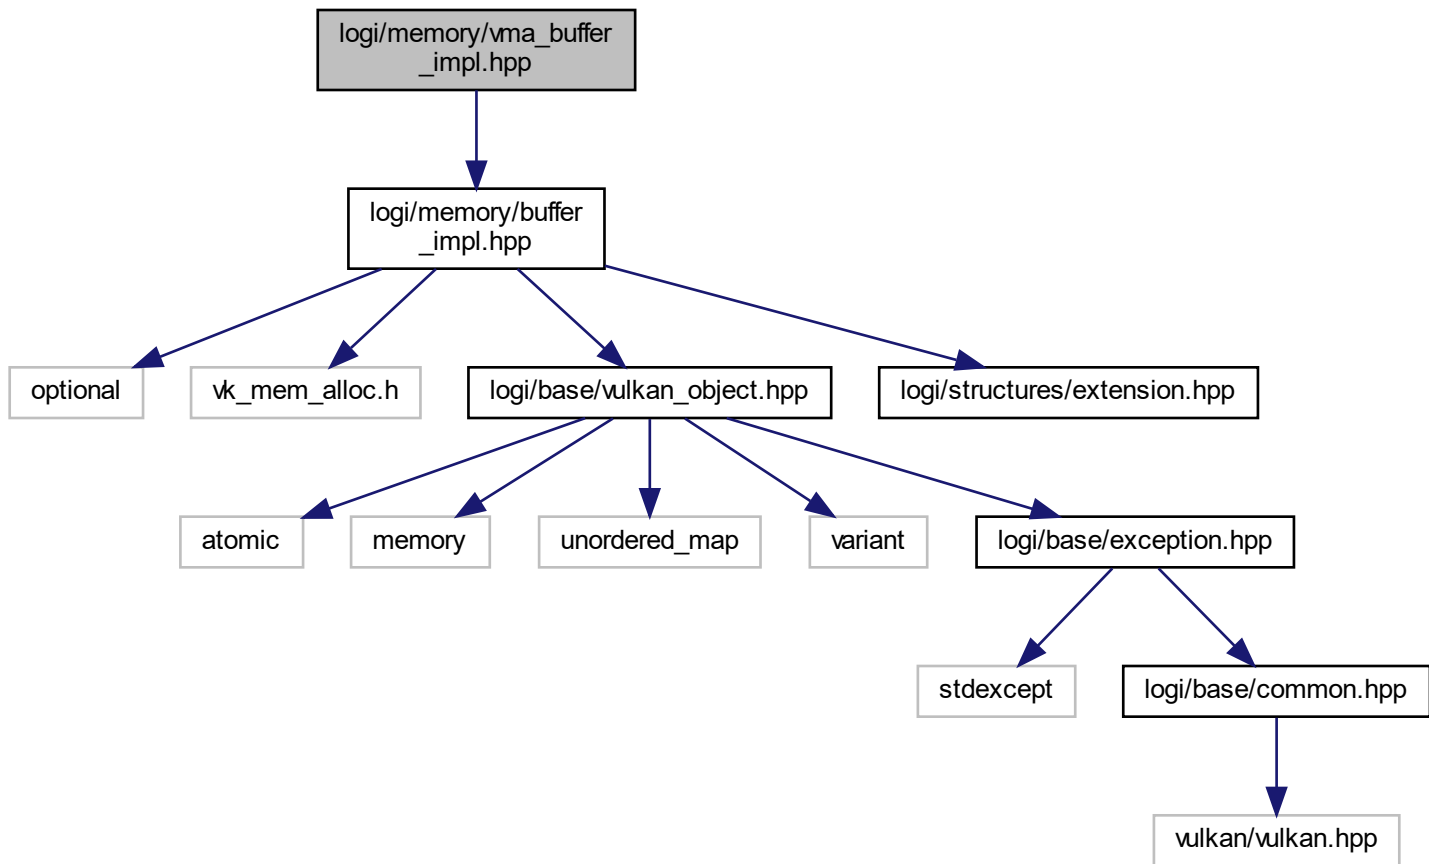 logi/memory/vma_buffer
_impl.hpp
logi/memory/buffer
_impl.hpp
optional
vk_mem_alloc.h
logi/base/vulkan_object.hpp
logi/structures/extension.hpp
atomic
memory
unordered_map
variant
logi/base/exception.hpp
stdexcept
logi/base/common.hpp
vulkan/vulkan.hpp